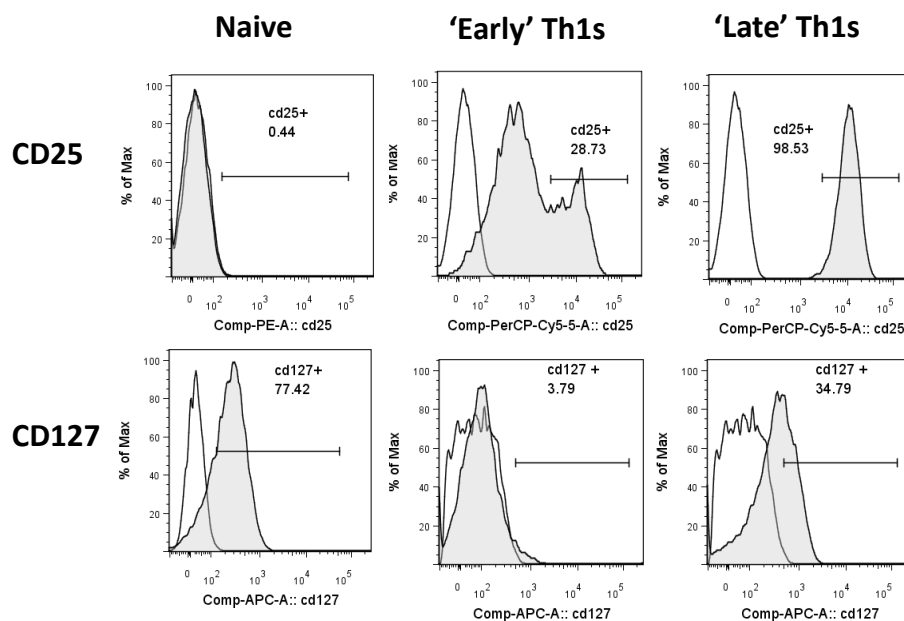 Naive
‘Early’ Th1s
‘Late’ Th1s
CD25
% of Max
100
80
60
40
20
cd25+
0.44
0 10² 10³ 10⁴ 10⁵
Comp-PE-A:: cd25
% of Max
100
80
60
40
20
cd25+
28.73
0 10² 10³ 10⁴ 10⁵
Comp-PerCP-Cy5-5-A:: cd25
% of Max
100
80
60
40
20
cd25+
98.53
0 10² 10³ 10⁴ 10⁵
Comp-PerCP-Cy5-5-A:: cd25
CD127
% of Max
100
80
60
40
20
cd127+
77.42
0 10² 10³ 10⁴ 10⁵
Comp-APC-A:: cd127
% of Max
100
80
60
40
20
cd127 +
3.79
0 10² 10³ 10⁴ 10⁵
Comp-APC-A:: cd127
% of Max
100
80
60
40
20
cd127 +
34.79
0 10² 10³ 10⁴ 10⁵
Comp-APC-A:: cd127